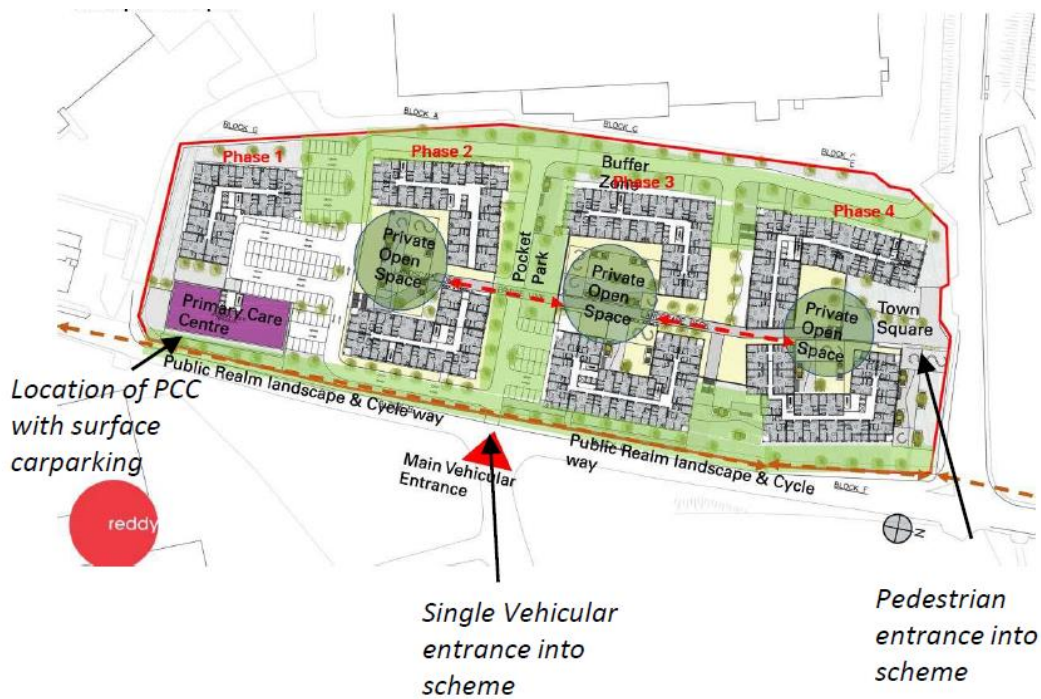 BLOCK G
BLOCK A
BLOCK C
Phase 1
Phase 2
Buffer
Zone
Phase 3
Phase 4
Private
Open
Space
Pocket
Park
Private
Open
Space
Private
Open
Space
Town
Square
Primary Care
Centre
Public Realm landscape & Cycle way
Public Realm landscape & Cycle
way
Main Vehicular
Entrance
BLOCK F
N
reddy
Location of PCC
with surface
carparking
Single Vehicular
entrance into
scheme
Pedestrian
entrance into
scheme